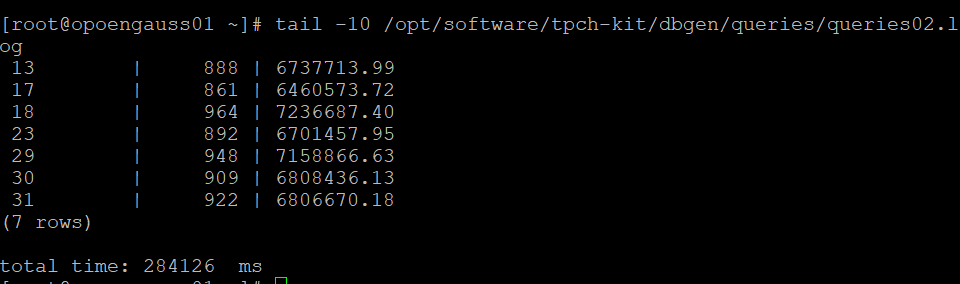 [root@opoengauss01 ~]# tail -10 /opt/software/tpch-kit/dbgen/queries/queries02.l
og
13 | 888 | 6737713.99
17 | 861 | 6460573.72
18 | 964 | 7236687.40
23 | 892 | 6701457.95
29 | 948 | 7158866.63
30 | 909 | 6808436.13
31 | 922 | 6806670.18
(7 rows)
total time: 284126 ms
[root@opoengauss01 ~]#